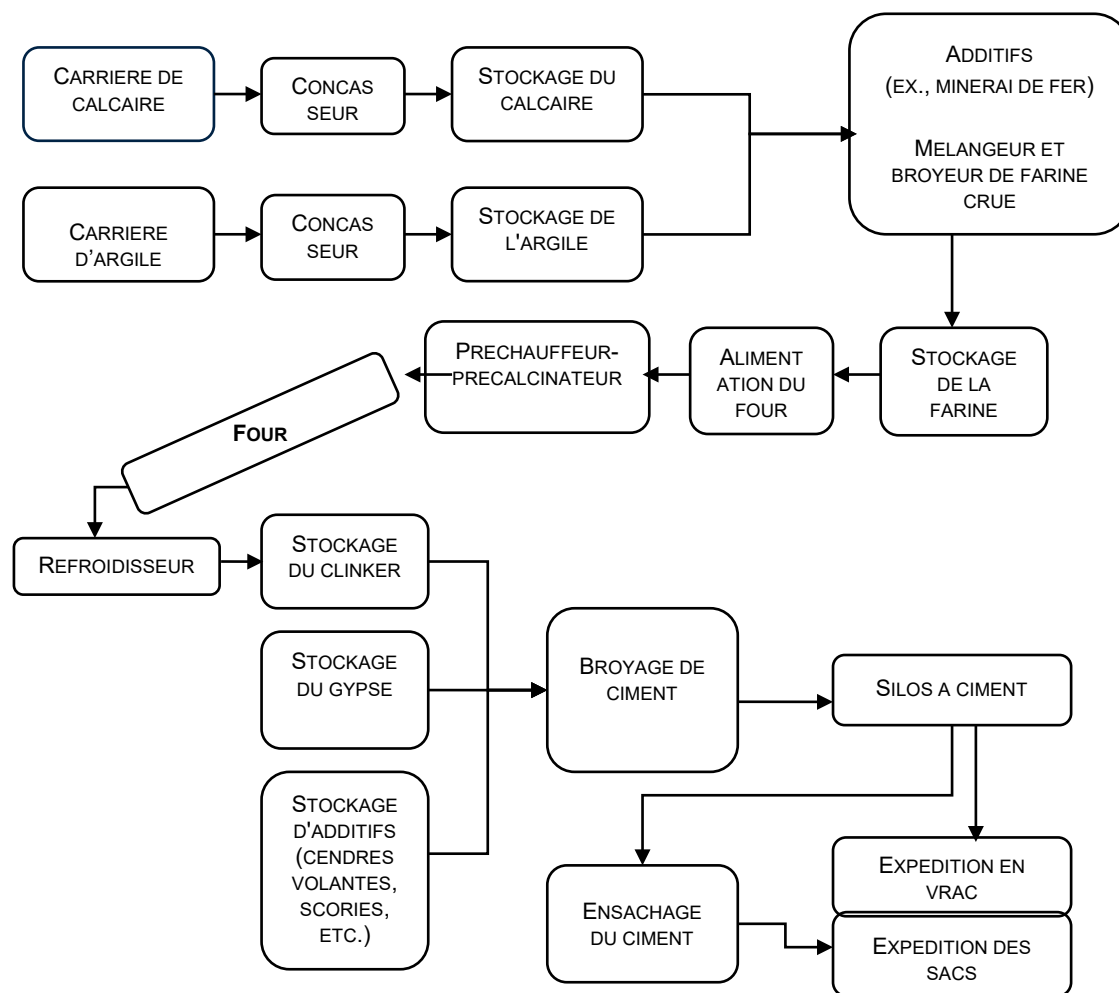 CARRIERE DE
CALCAIRE
CONCAS
SEUR
STOCKAGE DU
CALCAIRE
ADDITIFS
(EX., MINERAI DE FER)
MELANGEUR ET
BROYEUR DE FARINE
CRUE
CARRIERE
D'ARGILE
CONCAS
SEUR
STOCKAGE DE
L'ARGILE
PRECHAUFFEUR-
PRECALCINATEUR
ALIMENT
ATION DU
FOUR
STOCKAGE
DE LA
FARINE
FOUR
REFROIDISSEUR
STOCKAGE
DU CLINKER
STOCKAGE
DU GYPSE
BROYAGE DE
CIMENT
SILOS A CIMENT
STOCKAGE
D'ADDITIFS
(CENDRES
VOLANTES,
SCORIES,
ETC.)
ENSACHAGE
DU CIMENT
EXPEDITION EN
VRAC
EXPEDITION DES
SACS